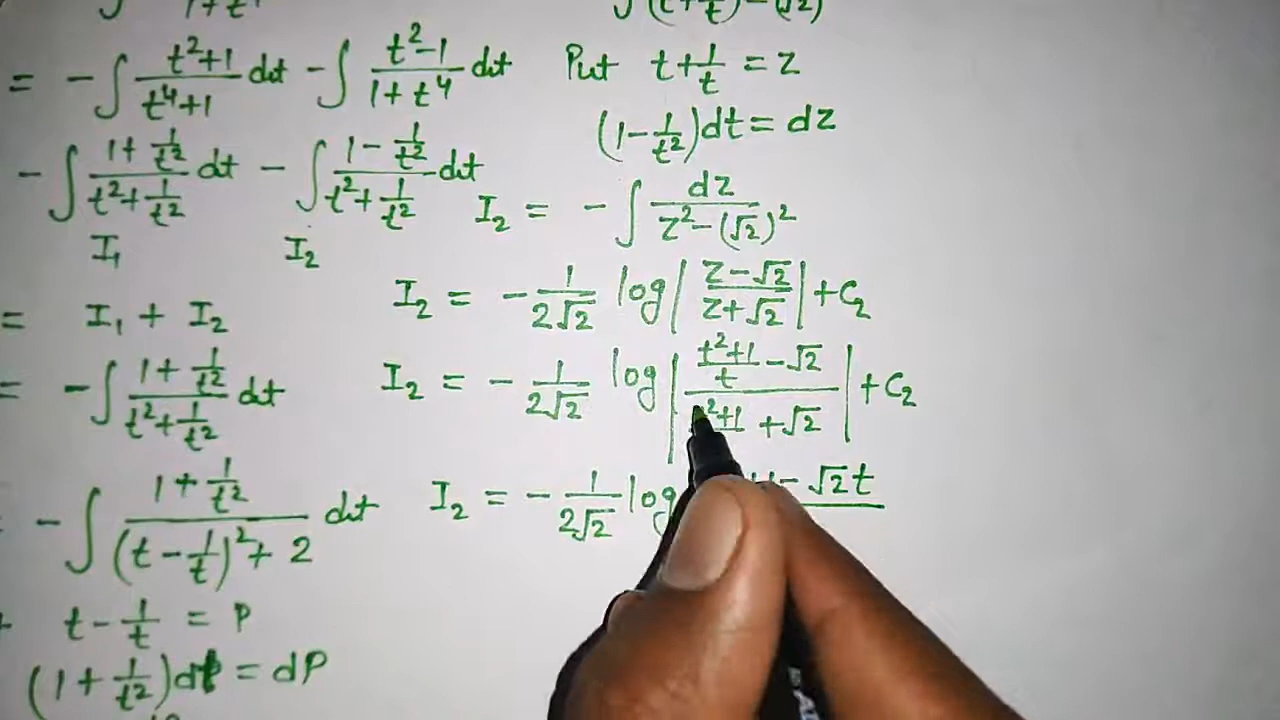 = -∫ (t²+1)/(t⁴+1) dt - ∫ (t²-1)/(1+t⁴) dt
-∫ (1+1/t²)/(t²+1/t²) dt - ∫ (1-1/t²)/(t²+1/t²) dt
I₁ I₂
= I₁ + I₂
= -∫ (1+1/t²)/(t²+1/t²) dt
-∫ (1+1/t²)/((t-1/t)²+2) dt
t-1/t = P
(1+1/t²)dt = dP
Put t+1/t = z
(1-1/t²)dt = dz
I₂ = -∫ dz/(z²-(√2)²)
I₂ = -1/(2√2) log|(z-√2)/(z+√2)| + C₂
I₂ = -1/(2√2) log|((t²+1)/t - √2)/(²+1 + √2)| + C₂
I₂ = -1/(2√2) log - √2t